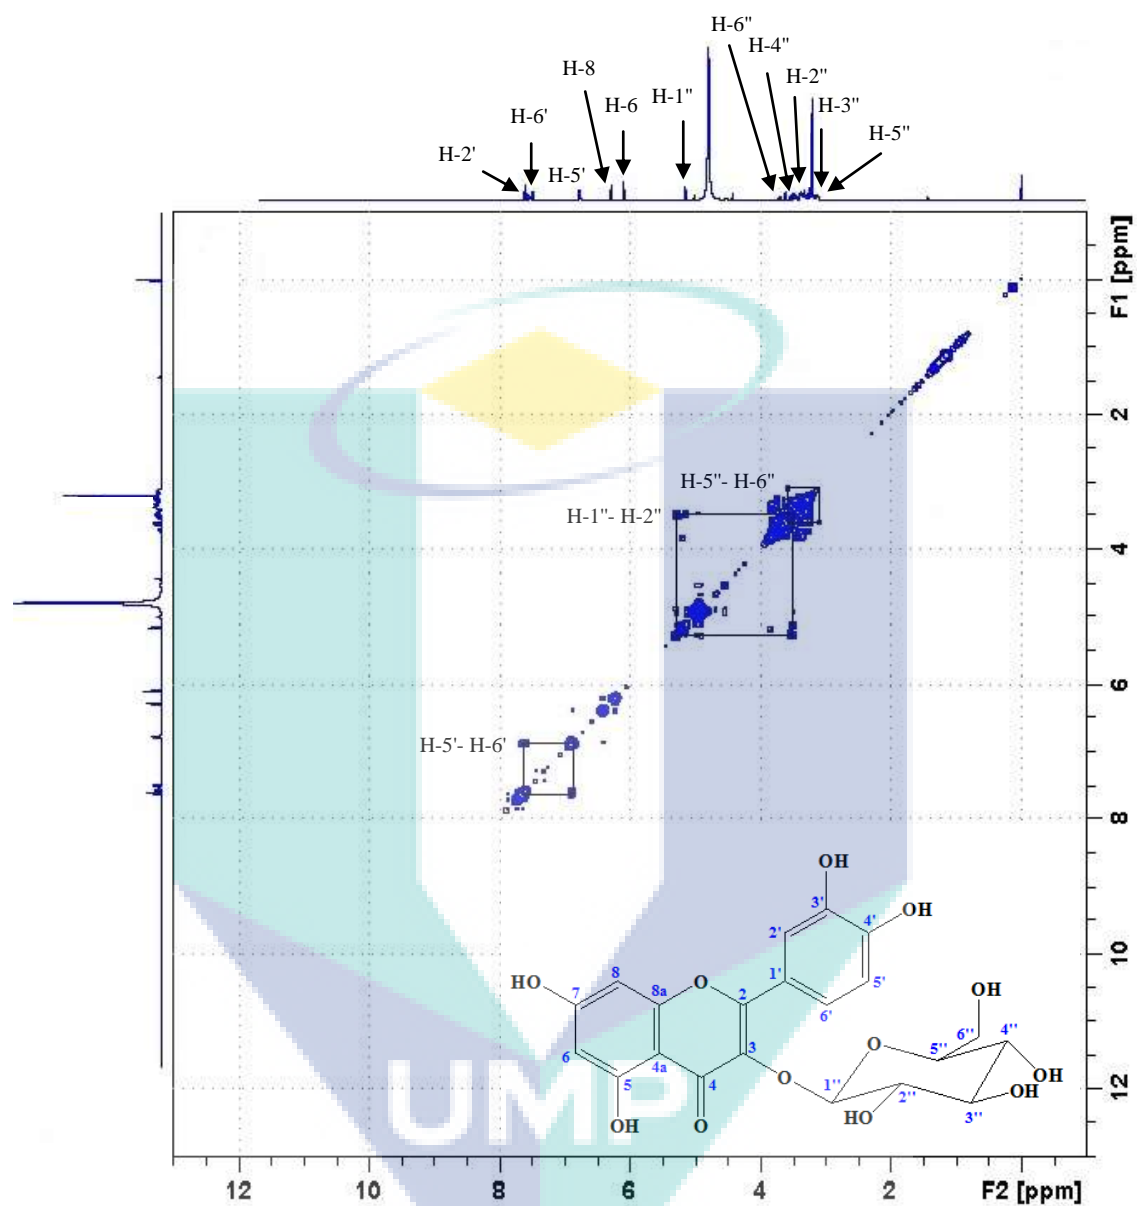 H-6''
H-4''
H-8
H-2''
H-6
H-1''
H-3''
H-6'
H-5''
H-2'
H-5'
F1 [ppm]
H-5''- H-6''
H-1''- H-2''
H-5'- H-6'
2
4
6
8
10
12
OH
3'
4'
OH
2'
1'
5'
6'
HO
7
8
8a
O
2
OH
6''
4''
6
3
O
5''
5
4a
4
O
1''
2''
OH
OH
3''
HO
OH
O
UMP
12
10
8
6
4
2
F2 [ppm]